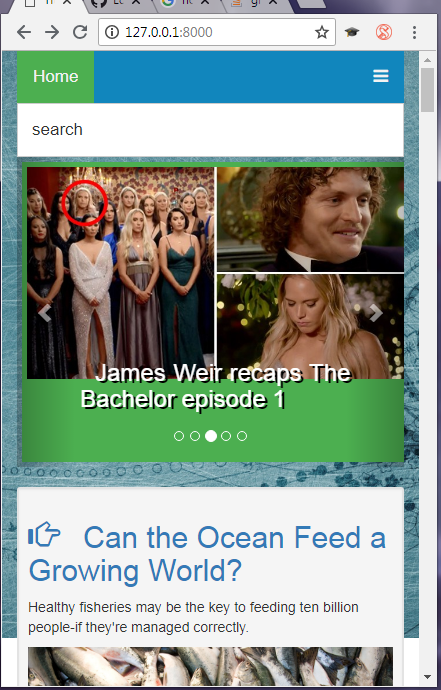 127.0.0.1:8000
Home
search
James Weir recaps The
Bachelor episode 1
Can the Ocean Feed a
Growing World?
Healthy fisheries may be the key to feeding ten billion
people-if they're managed correctly.